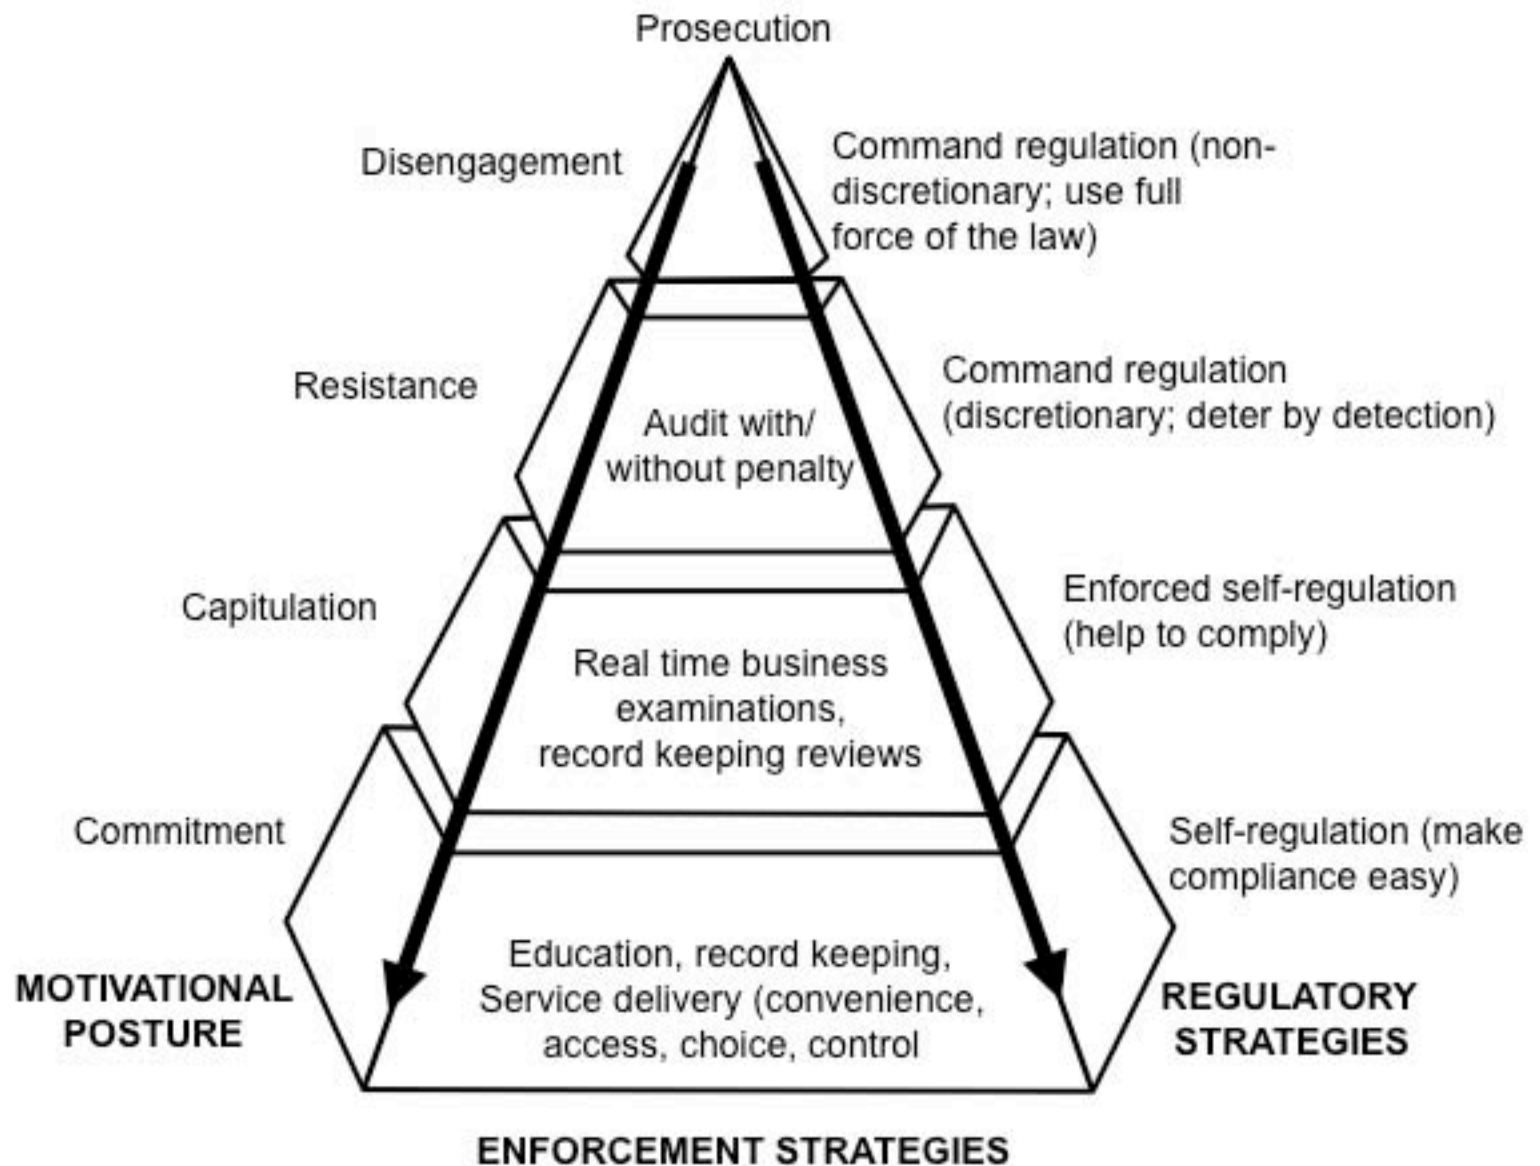 Prosecution
Disengagement
Command regulation (non-
discretionary; use full
force of the law)
Resistance
Command regulation
(discretionary; deter by detection)
Audit with/
without penalty
Capitulation
Enforced self-regulation
(help to comply)
Real time business
examinations,
record keeping reviews
Commitment
Self-regulation (make
compliance easy)
Education, record keeping,
Service delivery (convenience,
access, choice, control
MOTIVATIONAL
POSTURE
REGULATORY
STRATEGIES
ENFORCEMENT STRATEGIES